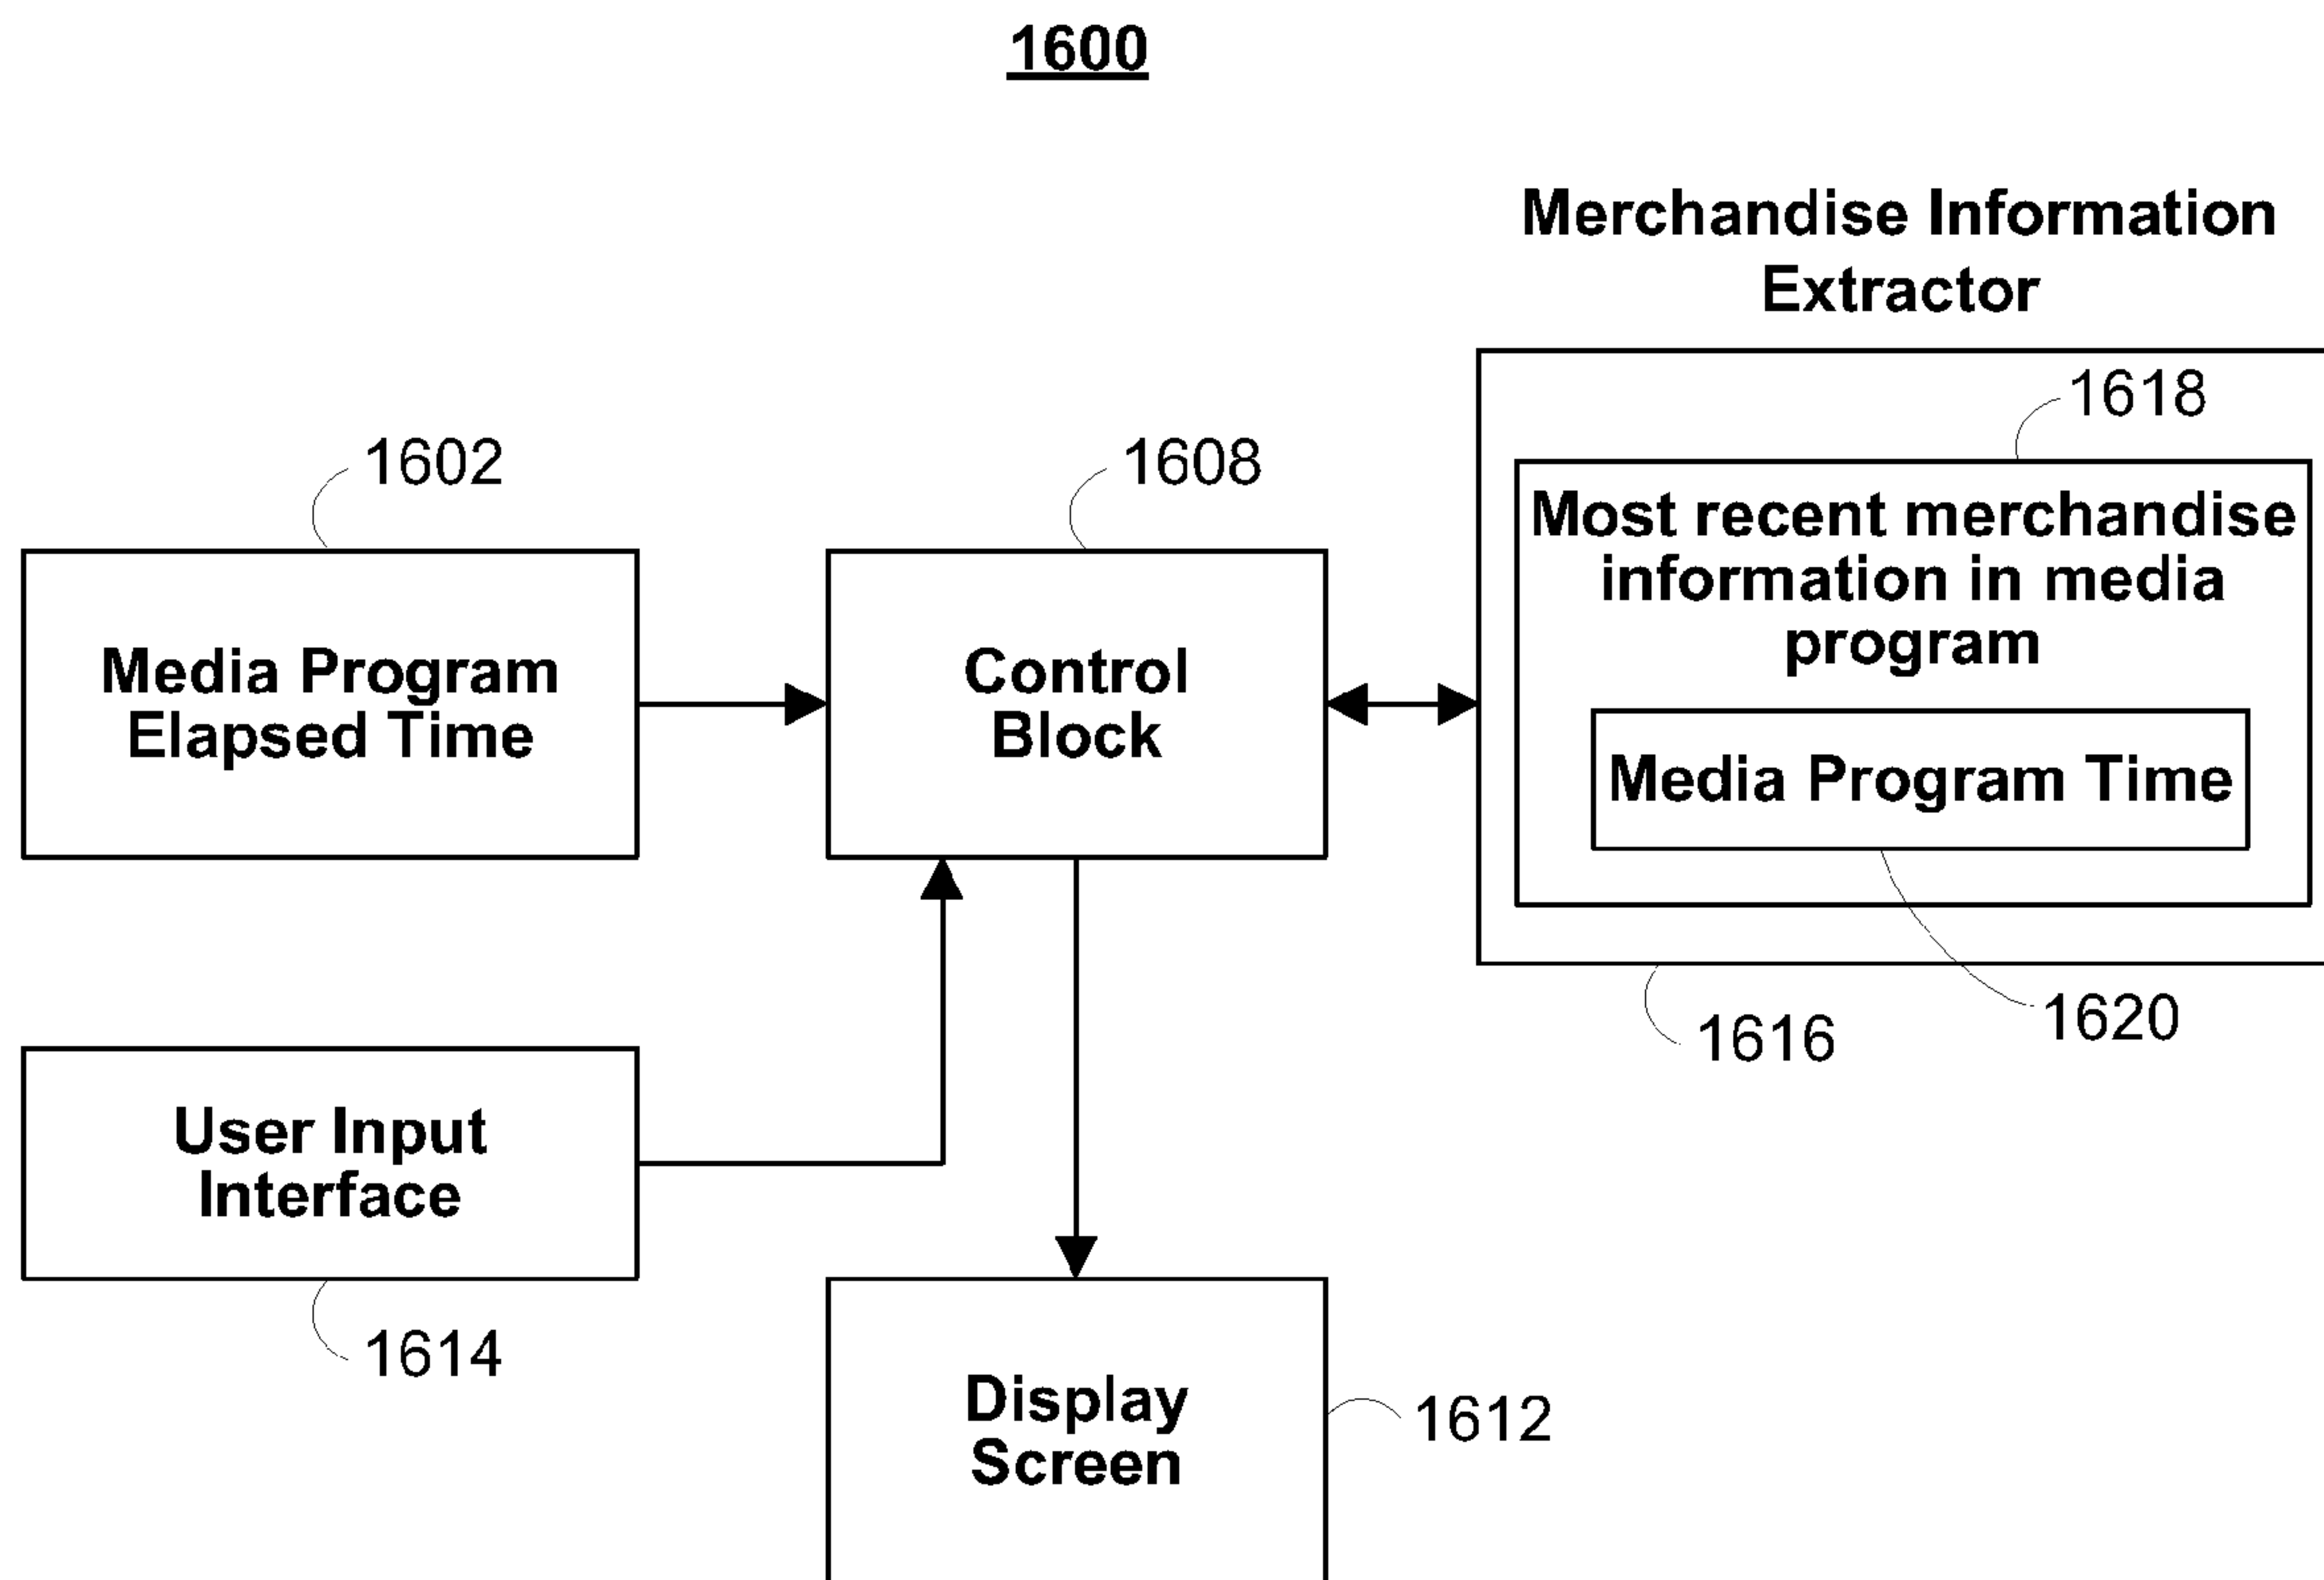 1600
Merchandise Information
Extractor
1618
1602
1608
Most recent merchandise
information in media
program
Media Program
Elapsed Time
Control
Block
Media Program Time
1620
1616
User Input
Interface
1614
Display
Screen
1612